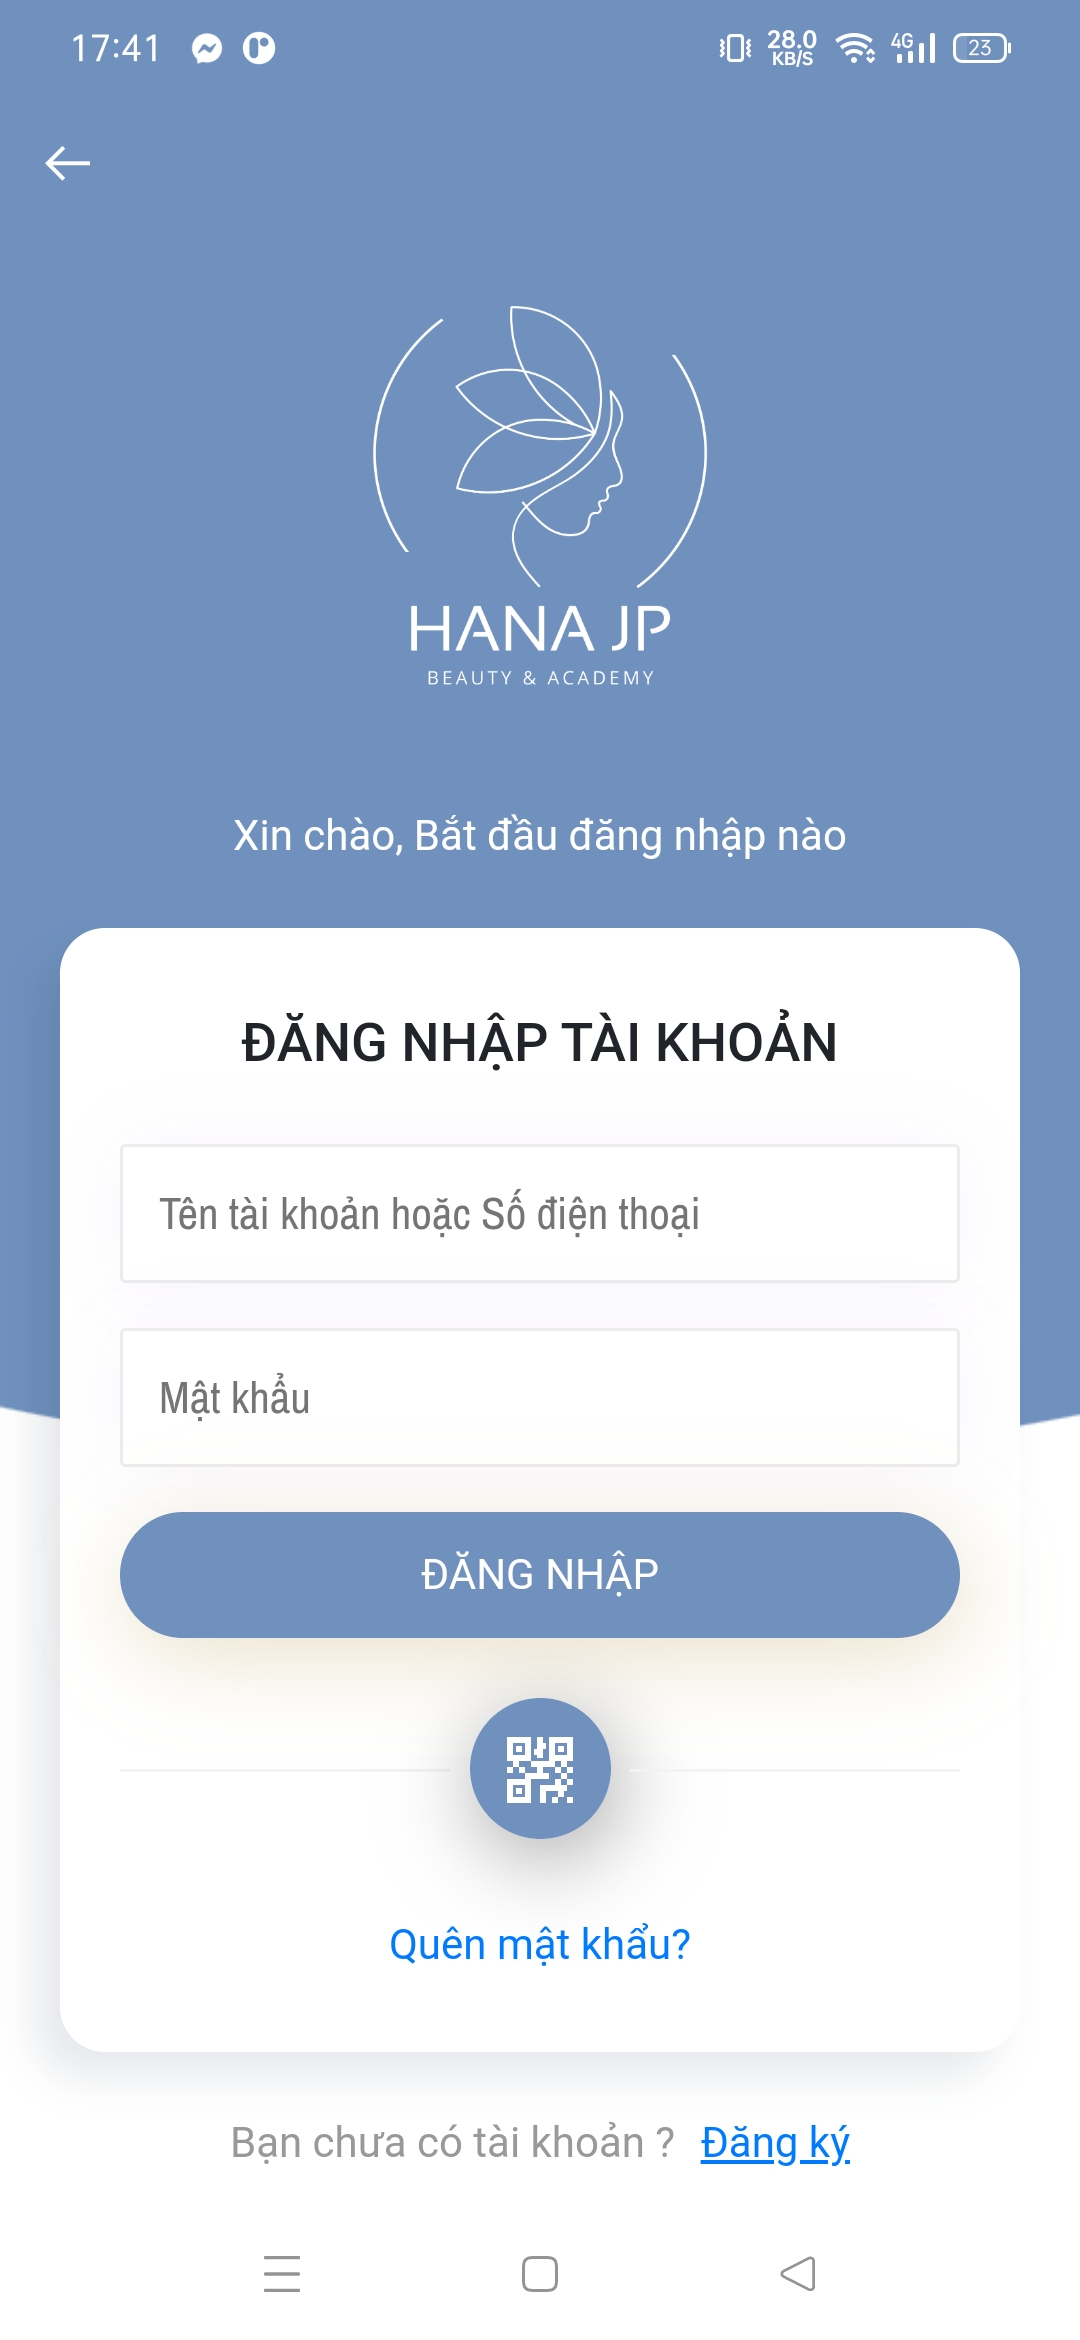 17:41
28.0
KB/S
4G
23
HANA JP
BEAUTY & ACADEMY
Xin chào, Bắt đầu đăng nhập nào
ĐĂNG NHẬP TÀI KHOẢN
Tên tài khoản hoặc Số điện thoại
Mật khẩu
ĐĂNG NHẬP
Quên mật khẩu?
Bạn chưa có tài khoản ? Đăng ký